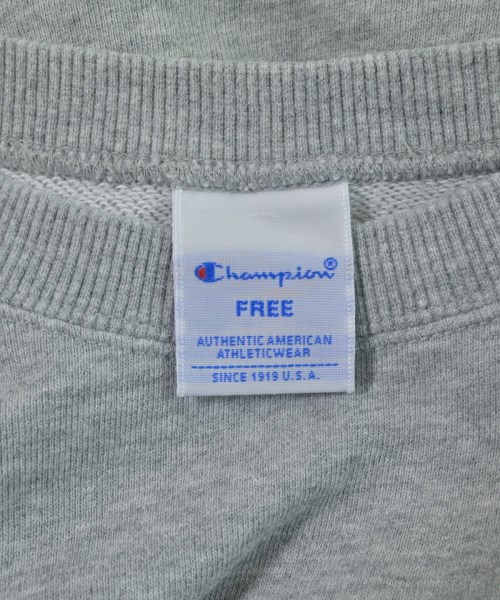 Champion®
FREE
AUTHENTIC AMERICAN
ATHLETICWEAR
SINCE 1919 U.S.A.